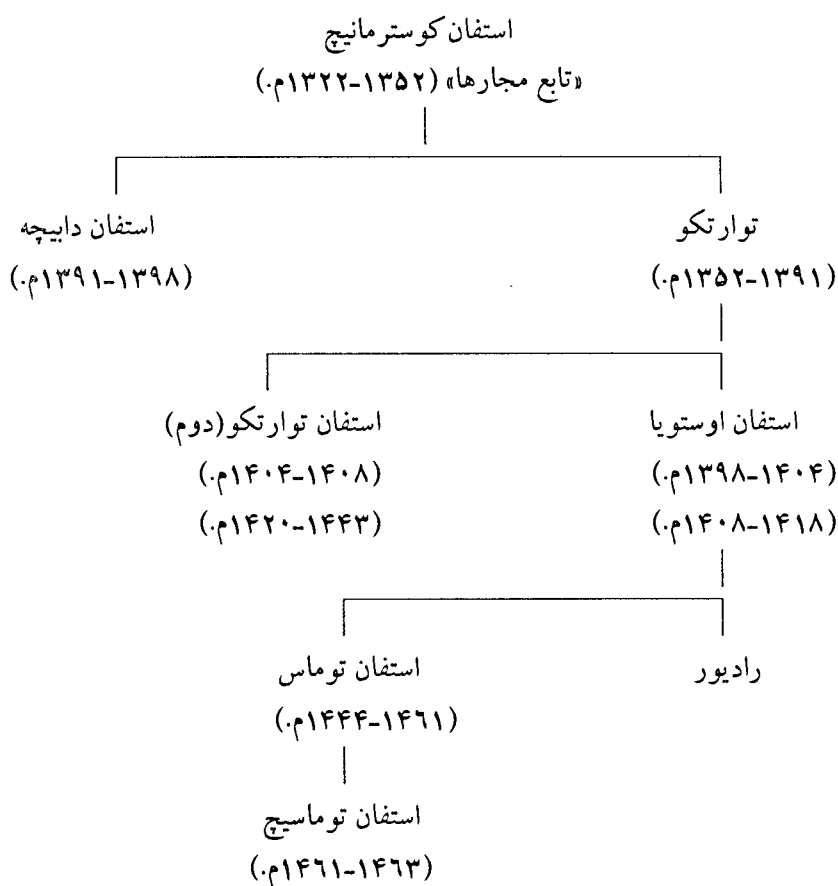 استفان کوسترمانیچ
«تابع مجارها» (۱۳۲۲-۱۳۵۲م.)
توارتکو
(۱۳۵۲-۱۳۹۱م.)
استفان دابیچه
(۱۳۹۱-۱۳۹۸م.)
استفان اوستویا
(۱۳۹۸-۱۴۰۴م.)
(۱۴۰۸-۱۴۱۸م.)
استفان توارتکو(دوم)
(۱۴۰۴-۱۴۰۸م.)
(۱۴۲۰-۱۴۴۳م.)
رادیور
استفان توماس
(۱۴۴۴-۱۴۶۱م.)
استفان توماسیچ
(۱۴۶۱-۱۴۶۳م.)